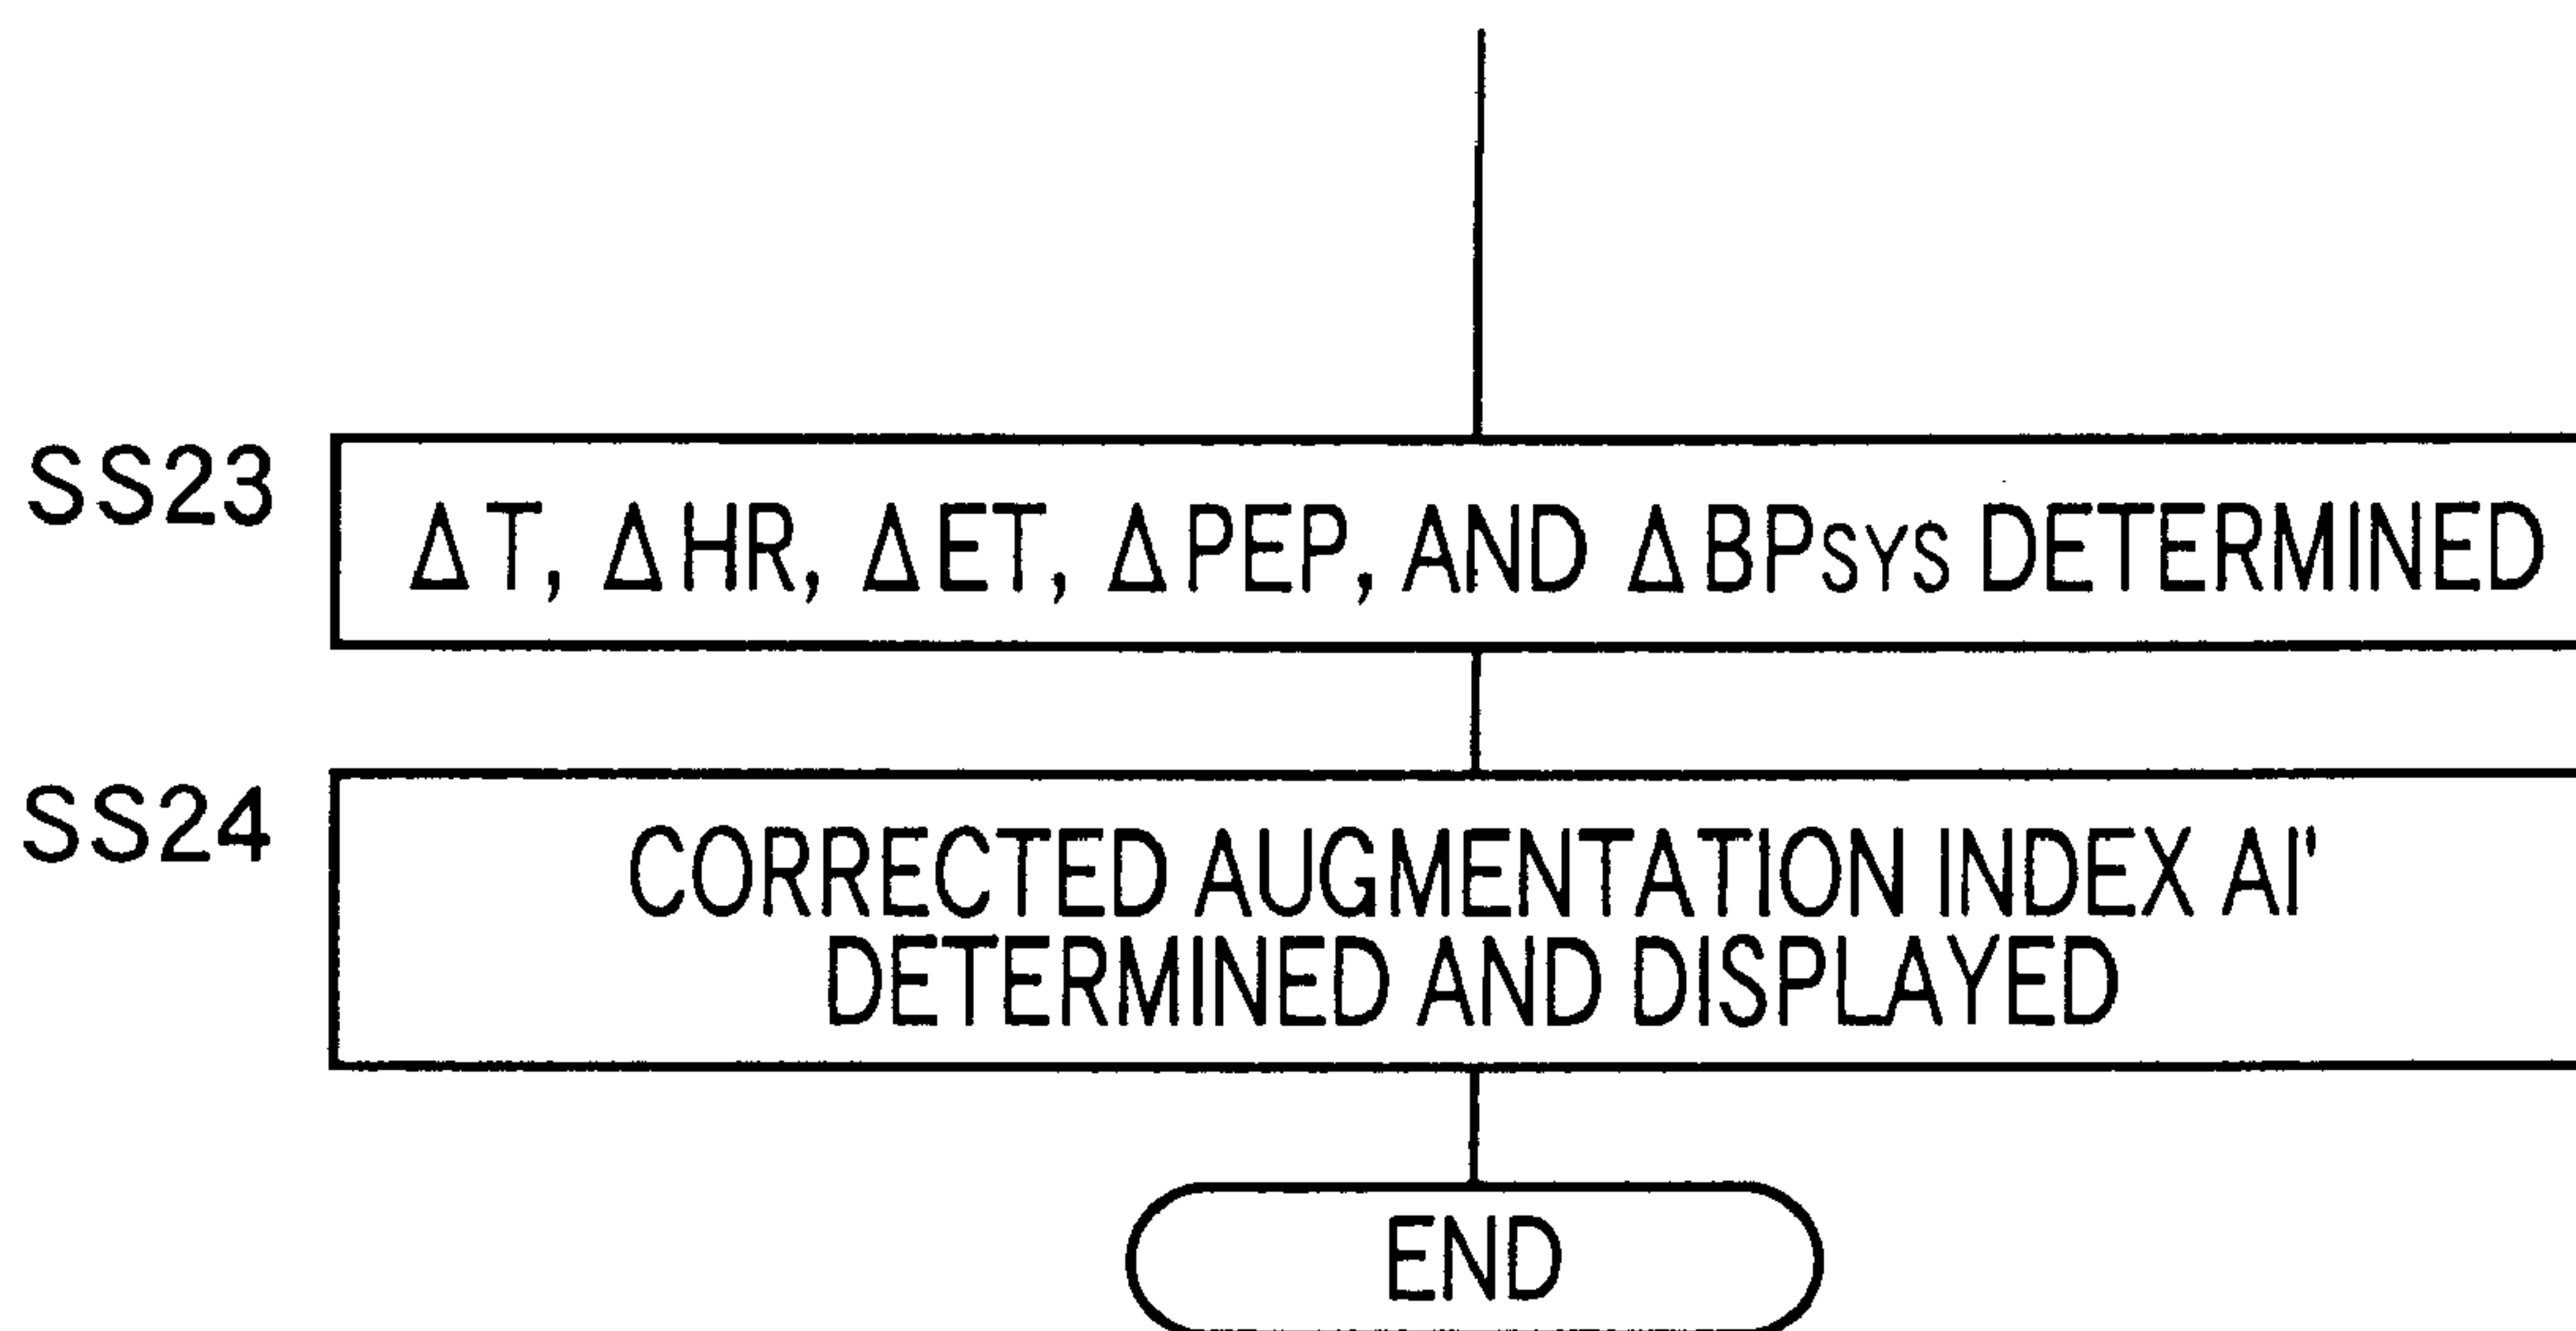 SS23
ΔT, ΔHR, ΔET, ΔPEP, AND ΔBPSYS DETERMINED
SS24
CORRECTED AUGMENTATION INDEX AI'
DETERMINED AND DISPLAYED
END